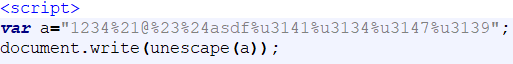 <script>
var a="1234%21@%23%24asdf%u3141%u3134%u3147%u3139";
document.write(unescape(a));